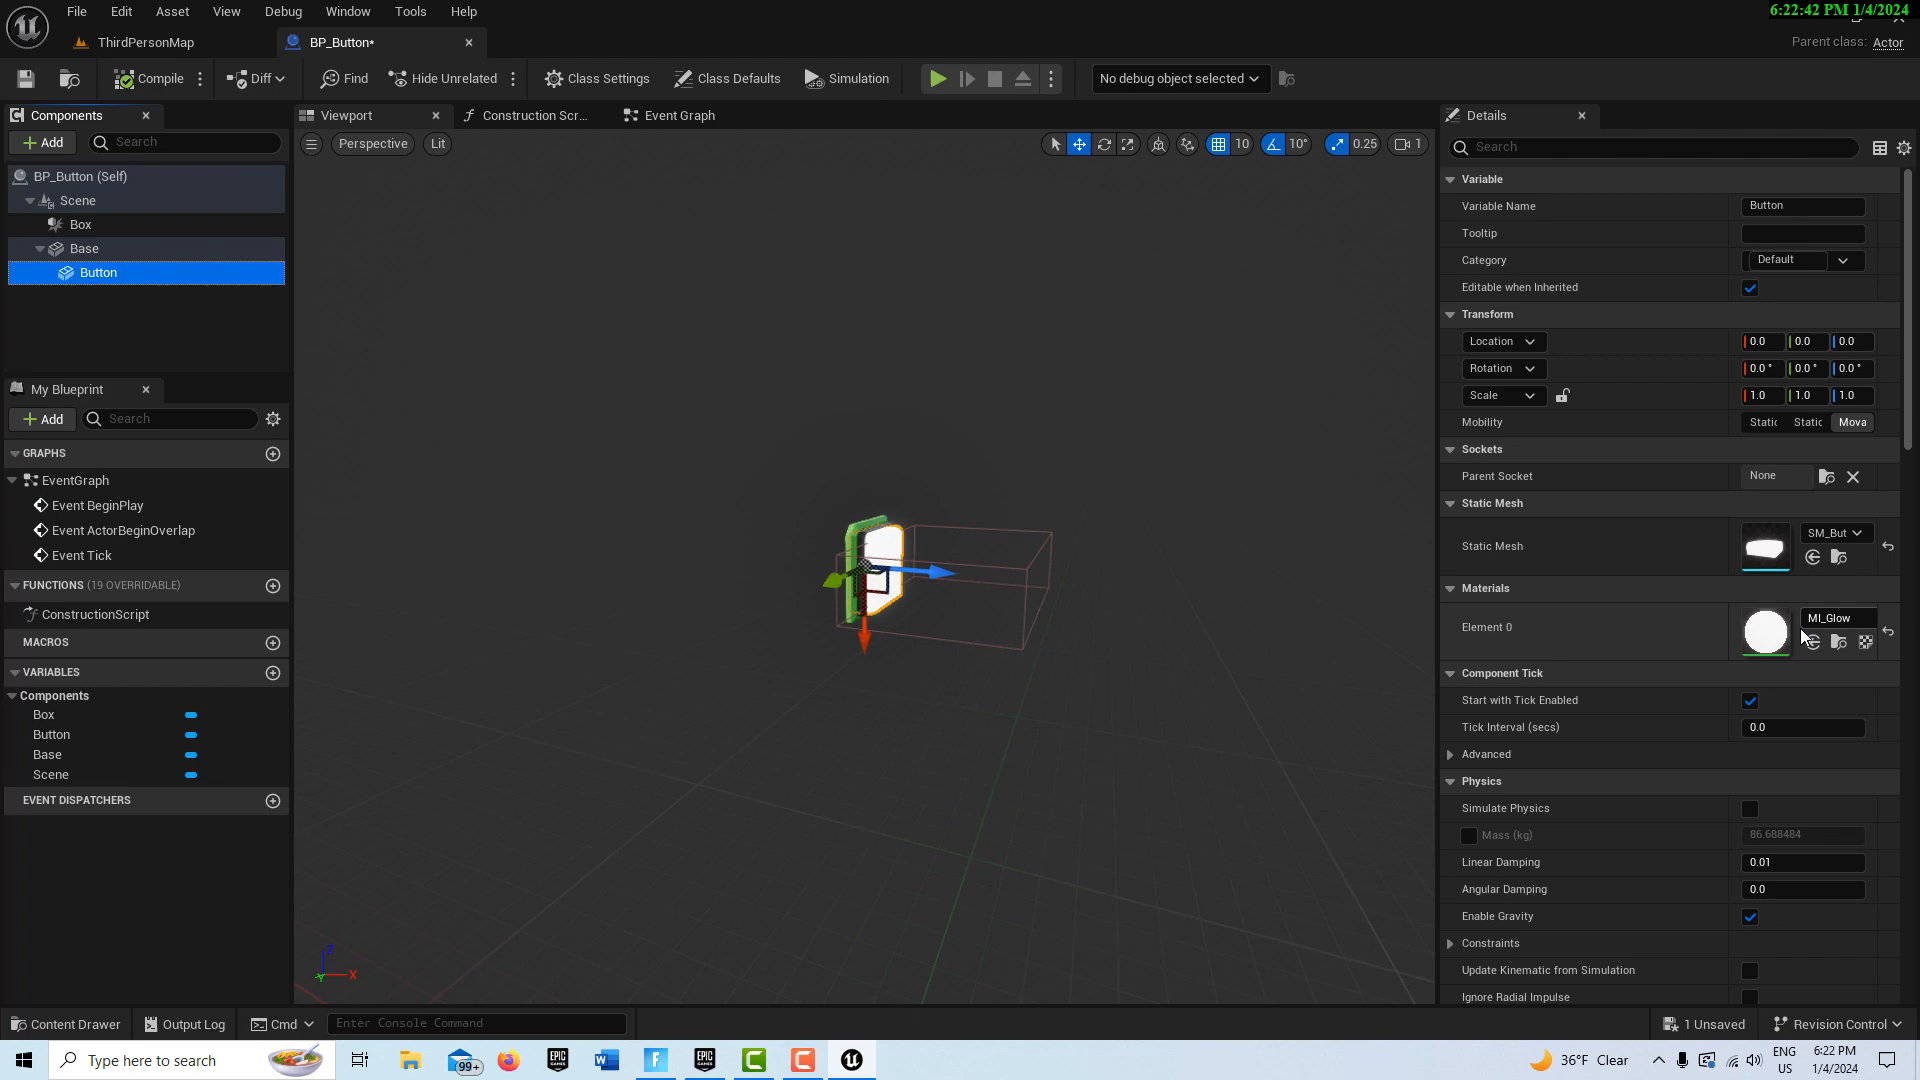 File Edit Asset View Debug Window Tools Help
6:22:42 PM 1/4/2024
ThirdPersonMap
BP_Button*
Parent class: Actor
Compile
Diff
Find
Hide Unrelated
Class Settings
Class Defaults
Simulation
No debug object selected
Components
Add
Search
BP_Button (Self)
Scene
Box
Base
Button
My Blueprint
Add
Search
GRAPHS
EventGraph
Event BeginPlay
Event ActorBeginOverlap
Event Tick
FUNCTIONS (19 OVERRIDABLE)
ConstructionScript
MACROS
VARIABLES
Components
Box
Button
Base
Scene
EVENT DISPATCHERS
Viewport
Construction Scr...
Event Graph
Perspective
Lit
10
10°
0.25
1
Z
X
Details
Search
Variable
Variable Name Button
Tooltip
Category Default
Editable when Inherited
Transform
Location 0.0 0.0 0.0
Rotation 0.0 ° 0.0 ° 0.0 °
Scale 1.0 1.0 1.0
Mobility Static Static Mova
Sockets
Parent Socket None
Static Mesh
Static Mesh SM_But
Materials
Element 0 MI_Glow
Component Tick
Start with Tick Enabled
Tick Interval (secs) 0.0
Advanced
Physics
Simulate Physics
Mass (kg) 86.688484
Linear Damping 0.01
Angular Damping 0.0
Enable Gravity
Constraints
Update Kinematic from Simulation
Ignore Radial Impulse
Content Drawer
Output Log
Cmd
Enter Console Command
1 Unsaved
Revision Control
Type here to search
99+
EPIC GAMES
EPIC GAMES
36°F Clear
ENG
US
6:22 PM
1/4/2024